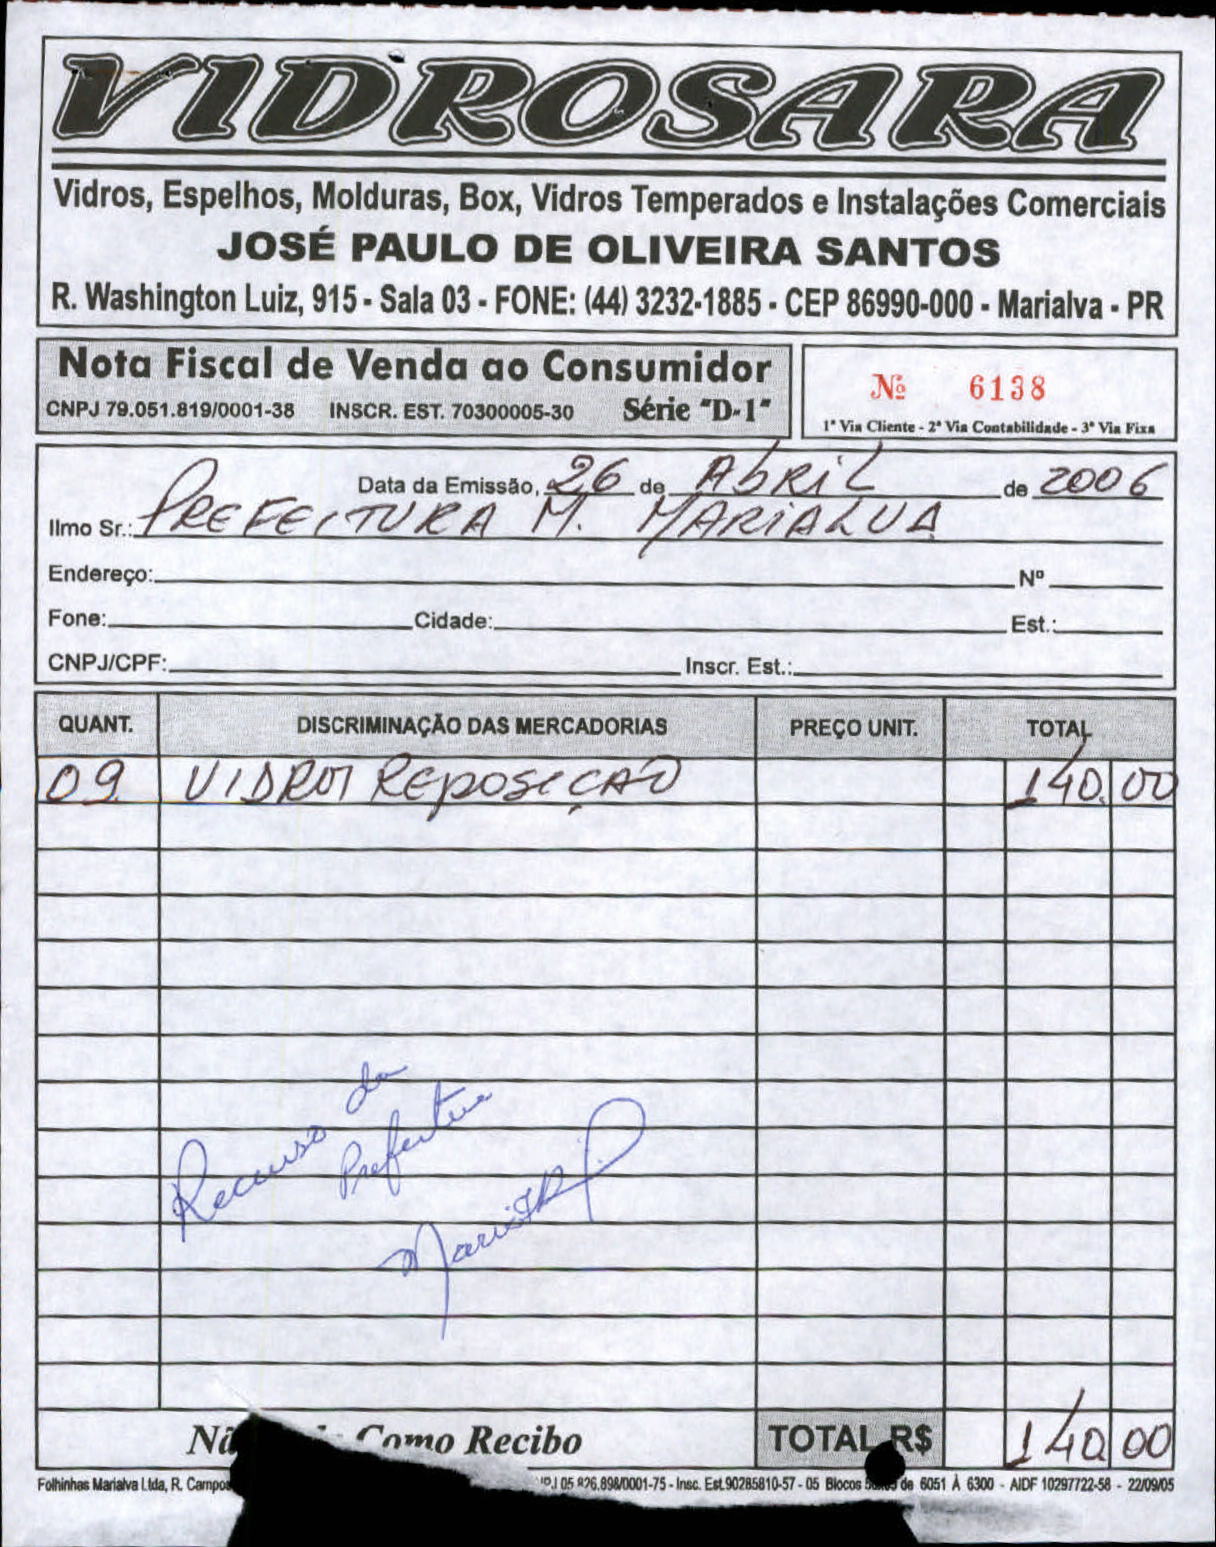 VIDROSARA
Vidros, Espelhos, Molduras, Box, Vidros Temperados e Instalações Comerciais
JOSÉ PAULO DE OLIVEIRA SANTOS
R. Washington Luiz, 915 - Sala 03 - FONE: (44) 3232-1885 - CEP 86990-000 - Marialva - PR
Nota Fiscal de Venda ao Consumidor
CNPJ 79.051.819/0001-38 INSCR. EST. 70300005-30 Série "D-1"
Nº 6138
1ª Via Cliente - 2ª Via Contabilidade - 3ª Via Fixa
Data da Emissão, 26 de AbRiL de 2006
Ilmo Sr.: PREFEITURA M. MARIALVA
Endereço: Nº
Fone: Cidade: Est.:
CNPJ/CPF: Inscr. Est.:
QUANT. DISCRIMINAÇÃO DAS MERCADORIAS PREÇO UNIT. TOTAL
09 VIDROS REPOSIÇÃO 140,00
Recurso da
Prefeitura
Como Recibo TOTAL R$ 140,00
Folhinhas Marialva Ltda, R. Campos 05.826.898/0001-75 - Insc. Est.90285810-57 - 05 Blocos de 6051 À 6300 - AIDF 10297722-58 - 22/09/05